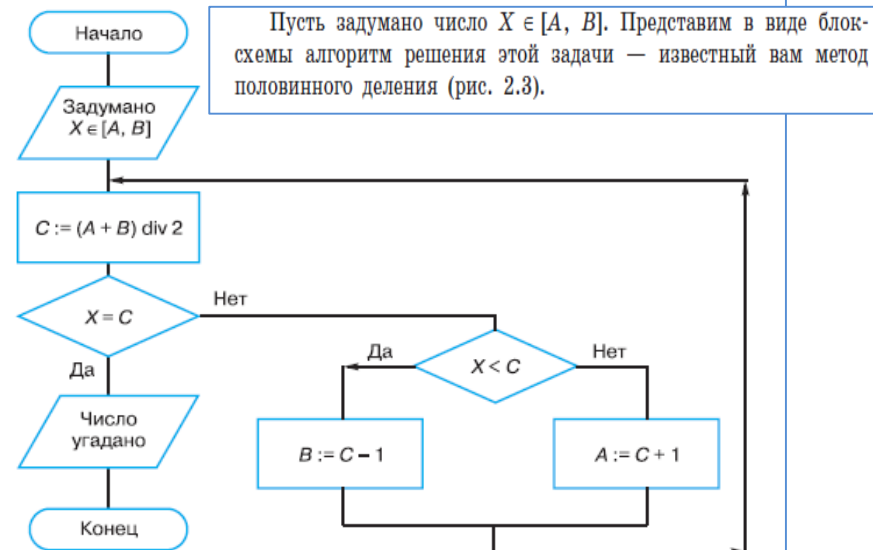 Начало
Пусть задумано число X ∈ [A, B]. Представим в виде блок-
схемы алгоритм решения этой задачи — известный вам метод
половинного деления (рис. 2.3).
Задумано
X ∈ [A, B]
C := (A + B) div 2
X = C
Нет
Да
X < C
Да
Нет
Число
угадано
B := C – 1
A := C + 1
Конец